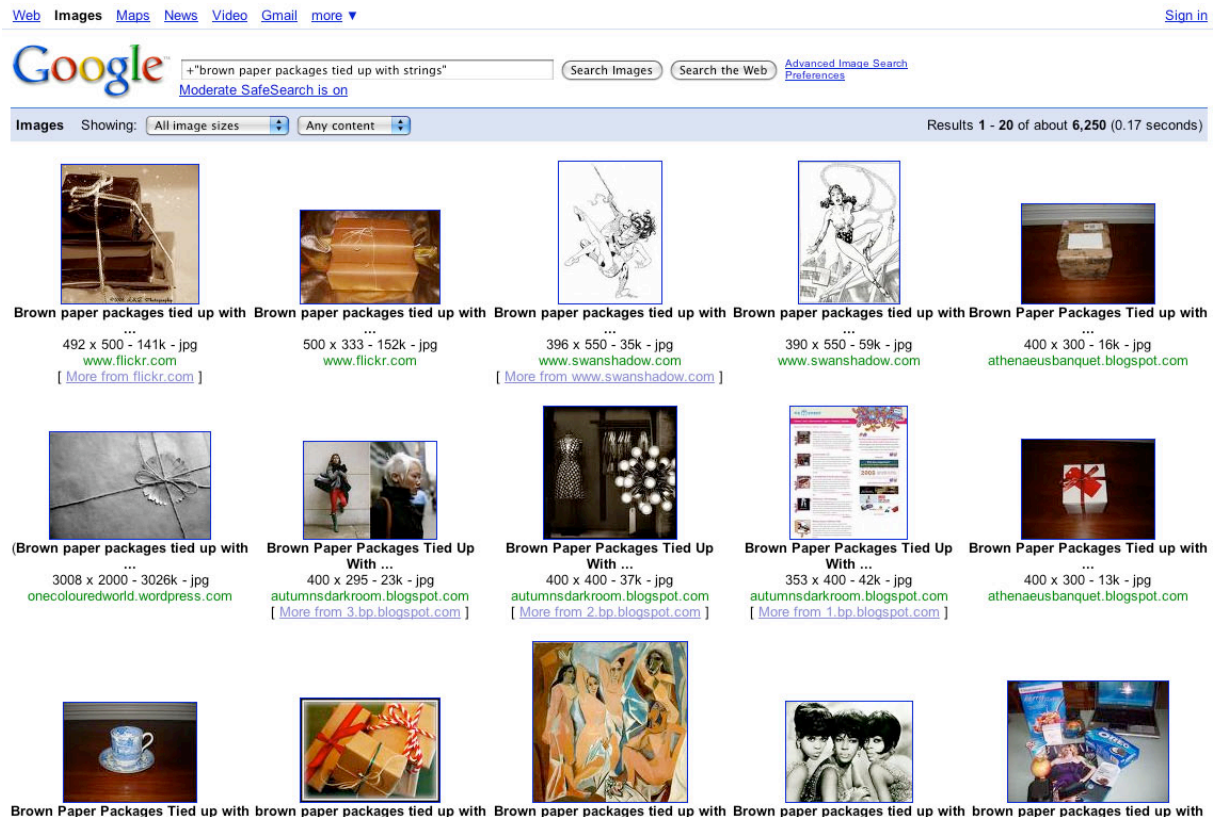 Web Images Maps News Video Gmail more ▼ Sign in
Google
+"brown paper packages tied up with strings" Search Images Search the Web Advanced Image Search
Preferences
Moderate SafeSearch is on
Images Showing: All image sizes Any content Results 1 - 20 of about 6,250 (0.17 seconds)
Brown paper packages tied up with Brown paper packages tied up with Brown paper packages tied up with Brown paper packages tied up with Brown Paper Packages Tied up With
... ... ... ... ...
492 x 500 - 141k - jpg 500 x 333 - 152k - jpg 396 x 550 - 35k - jpg 390 x 550 - 59k - jpg 400 x 300 - 16k - jpg
www.flickr.com www.flickr.com www.swanshadow.com www.swanshadow.com athenaeusbanquet.blogspot.com
[ More from flickr.com ] [ More from www.swanshadow.com ]
(Brown paper packages tied up with Brown Paper Packages Tied Up Brown Paper Packages Tied Up Brown Paper Packages Tied Up Brown Paper Packages Tied up with
... With ... With ... With ... ...
3008 x 2000 - 3026k - jpg 400 x 295 - 23k - jpg 400 x 400 - 37k - jpg 353 x 400 - 42k - jpg 400 x 300 - 13k - jpg
onecolouredworld.wordpress.com autumnsdarkroom.blogspot.com autumnsdarkroom.blogspot.com autumnsdarkroom.blogspot.com athenaeusbanquet.blogspot.com
[ More from 3.bp.blogspot.com ] [ More from 2.bp.blogspot.com ] [ More from 1.bp.blogspot.com ]
OREO
Brown Paper Packages Tied up with brown paper packages tied up with Brown paper packages tied up with Brown paper packages tied up with brown paper packages tied up with